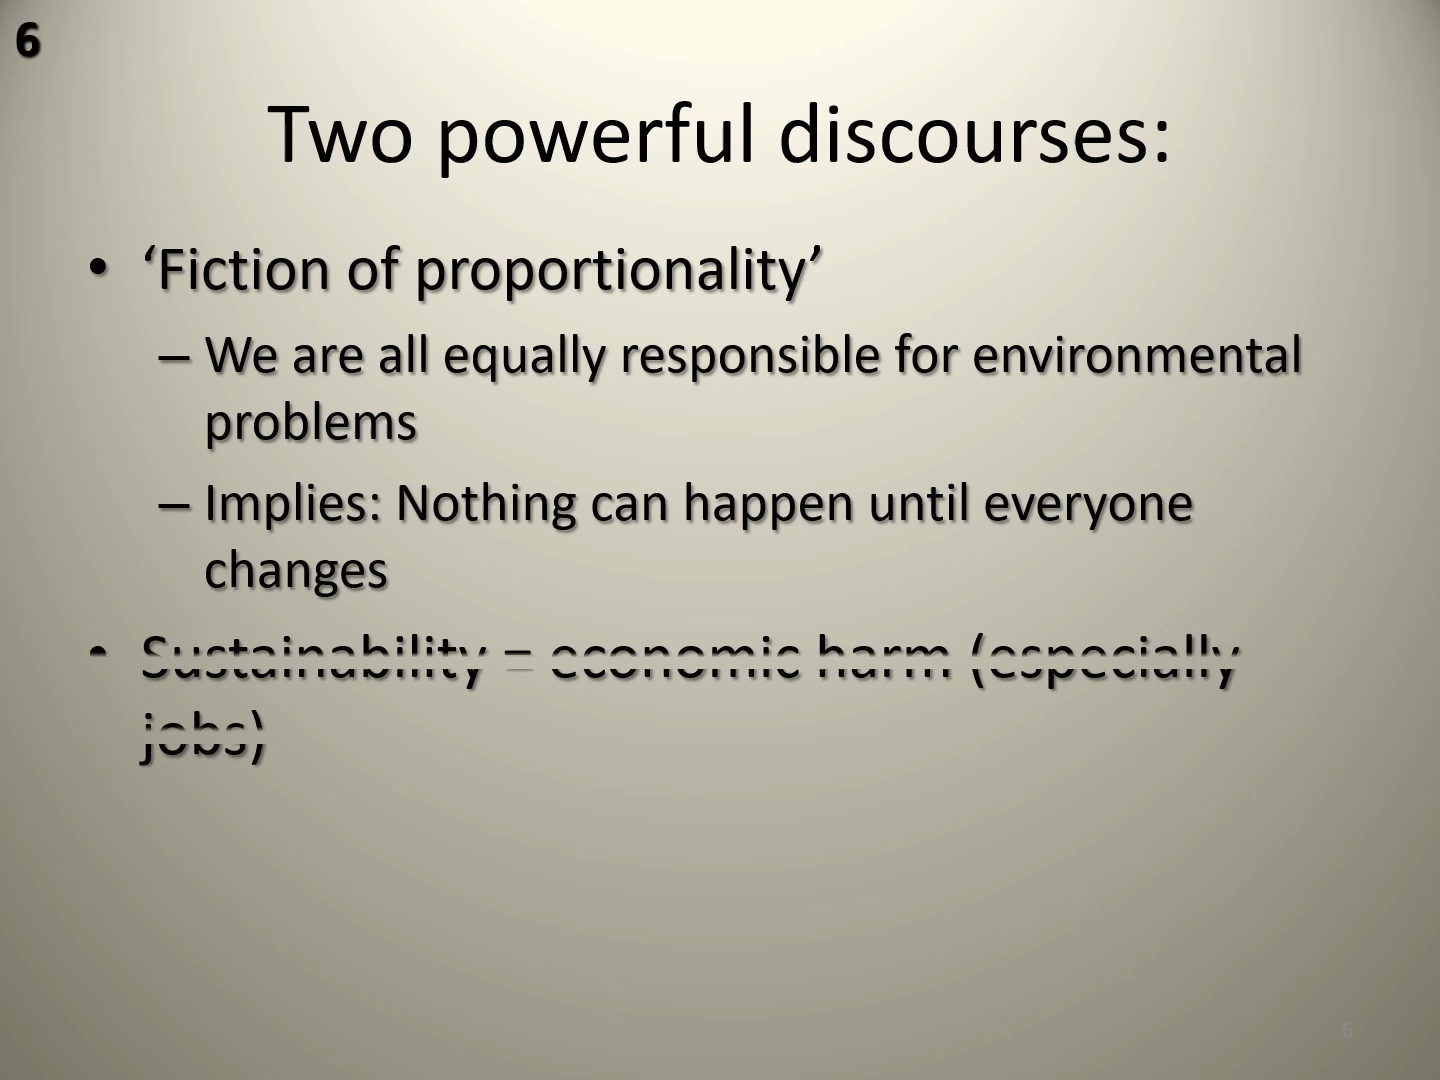 6
Two powerful discourses:
• ‘Fiction of proportionality’
– We are all equally responsible for environmental
problems
– Implies: Nothing can happen until everyone
changes
• Sustainability = economic harm (especially
jobs)
6